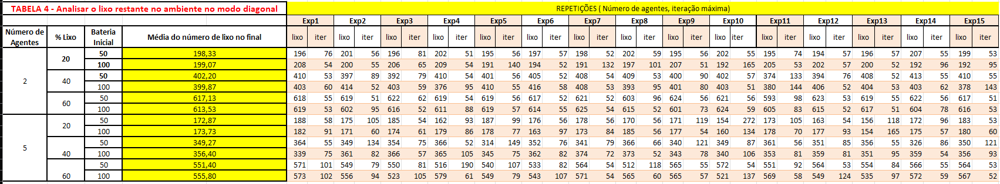 TABELA 4 - Analisar o lixo restante no ambiente no modo diagonal REPETIÇÕES ( Número de agentes, iteração máxima)
Exp1 Exp2 Exp3 Exp4 Exp5 Exp6 Exp7 Exp8 Exp9 Exp10 Exp11 Exp12 Exp13 Exp14 Exp15
Número de Agentes % Lixo Bateria Inicial Média do número de lixo no final lixo iter lixo iter lixo iter lixo iter lixo iter lixo iter lixo iter lixo iter lixo iter lixo iter lixo iter lixo iter lixo iter lixo iter lixo iter
2 20 50 198,33 196 76 201 56 196 81 202 51 195 56 197 57 198 52 202 59 195 56 202 55 195 74 194 57 196 57 207 55 199 53
100 199,07 208 54 200 55 206 65 209 54 191 140 194 52 191 132 197 101 207 51 192 165 205 53 202 57 200 52 192 96 192 95
40 50 402,20 410 53 397 89 392 79 410 54 401 56 405 52 408 54 409 53 400 90 402 57 374 133 394 76 408 52 413 55 410 55
100 399,87 403 60 414 52 403 59 376 95 410 55 416 58 408 53 393 95 401 80 403 51 380 144 406 52 404 53 403 62 378 143
60 50 617,13 618 55 619 51 622 62 619 54 619 56 617 52 621 52 603 96 624 56 621 56 593 98 623 53 619 55 622 56 617 51
100 613,53 619 53 602 95 616 52 611 88 619 57 614 55 625 54 615 52 601 73 624 59 605 83 615 52 617 51 604 78 616 53
5 20 50 172,87 188 58 175 105 185 54 162 93 187 99 176 56 178 56 170 56 171 119 154 272 173 105 163 54 156 118 172 96 183 53
100 173,73 182 91 171 60 174 61 179 86 178 77 163 97 173 84 185 56 177 54 160 134 178 70 177 93 154 165 175 57 180 60
40 50 349,27 364 55 349 134 354 75 366 52 314 149 352 76 341 79 366 66 340 121 349 87 361 56 351 85 356 55 326 86 350 121
100 356,40 339 75 361 82 366 57 365 105 345 75 362 82 374 72 373 52 343 78 340 106 353 81 359 81 351 95 359 54 356 93
60 50 551,40 571 101 549 79 550 81 516 190 540 107 533 82 564 54 512 118 565 55 572 54 551 92 564 53 554 84 566 55 564 53
100 555,80 573 102 556 94 523 105 579 61 549 79 543 107 571 54 565 60 565 57 521 137 569 58 549 124 535 97 572 59 567 52